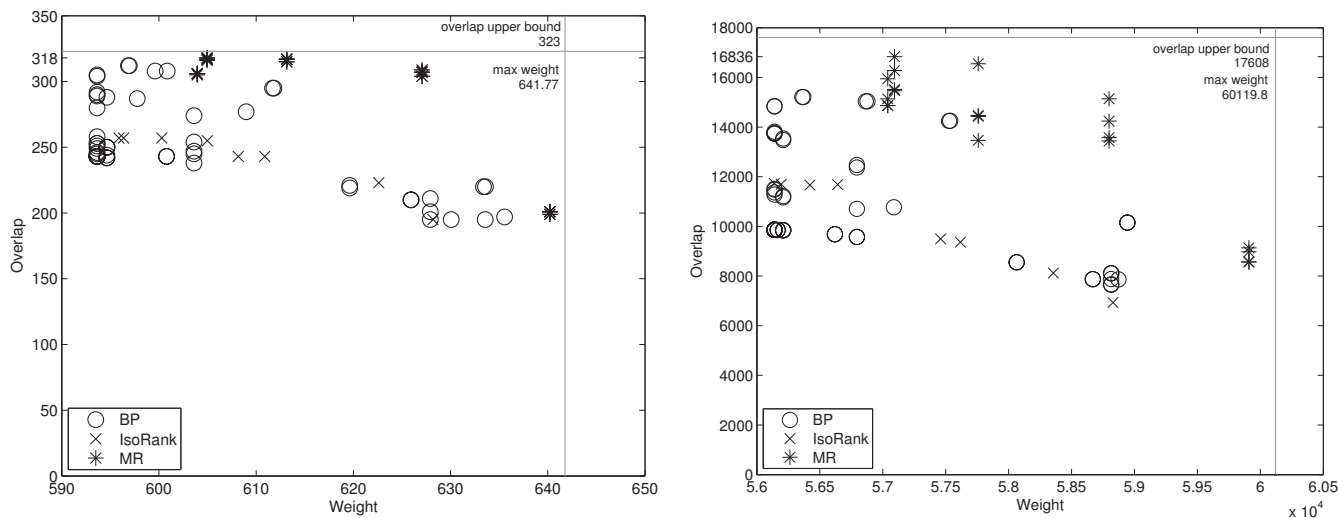 350
318
300
250
200
150
100
50
0
Overlap
overlap upper bound
323
max weight
641.77
BP
IsoRank
MR
590
600
610
620
630
640
650
Weight
18000
16836
16000
14000
12000
10000
8000
6000
4000
2000
0
Overlap
overlap upper bound
17608
max weight
60119.8
BP
IsoRank
MR
5.6
5.65
5.7
5.75
5.8
5.85
5.9
5.95
6.0
6.05
Weight
x 10⁴